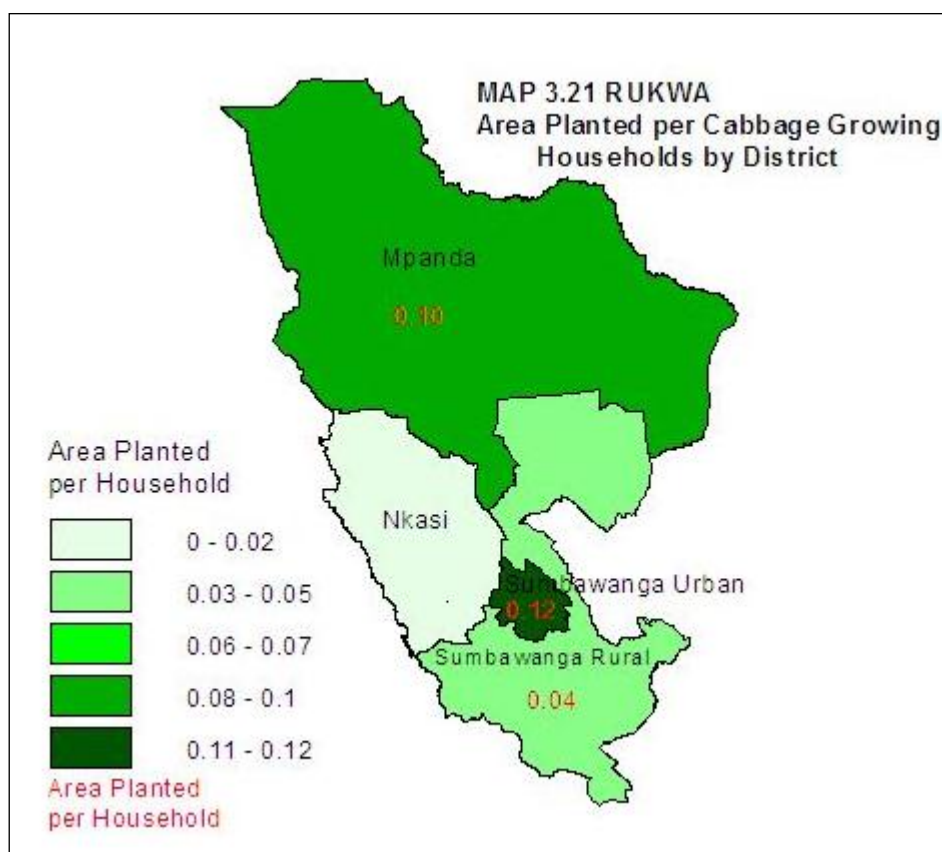 MAP 3.21 RUKWA
Area Planted per Cabbage Growing
Households by District
Mpanda
0.10
Area Planted
per Household
Nkasi
0 - 0.02
0.03 - 0.05
Sumbawanga Urban
0.12
0.06 - 0.07
Sumbawanga Rural
0.04
0.08 - 0.1
0.11 - 0.12
Area Planted
per Household